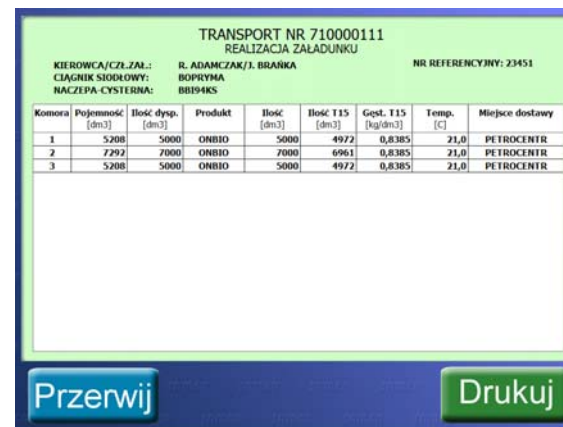 TRANSPORT NR 710000111
REALIZACJA ZAŁADUNKU
KIEROWCA/CZŁ.ZAŁ.: R. ADAMCZAK/J. BRAŃKA NR REFERENCYJNY: 23451
CIĄGNIK SIODŁOWY: BOPRYMA
NACZEPA-CYSTERNA: BBI94KS
Komora Pojemność [dm3] Ilość dysp. [dm3] Produkt Ilość [dm3] Ilość T15 [dm3] Gęst. T15 [kg/dm3] Temp. [C] Miejsce dostawy
1 5208 5000 ONBIO 5000 4972 0,8385 21,0 PETROCENTR
2 7292 7000 ONBIO 7000 6961 0,8385 21,0 PETROCENTR
3 5208 5000 ONBIO 5000 4972 0,8385 21,0 PETROCENTR
Przerwij Drukuj